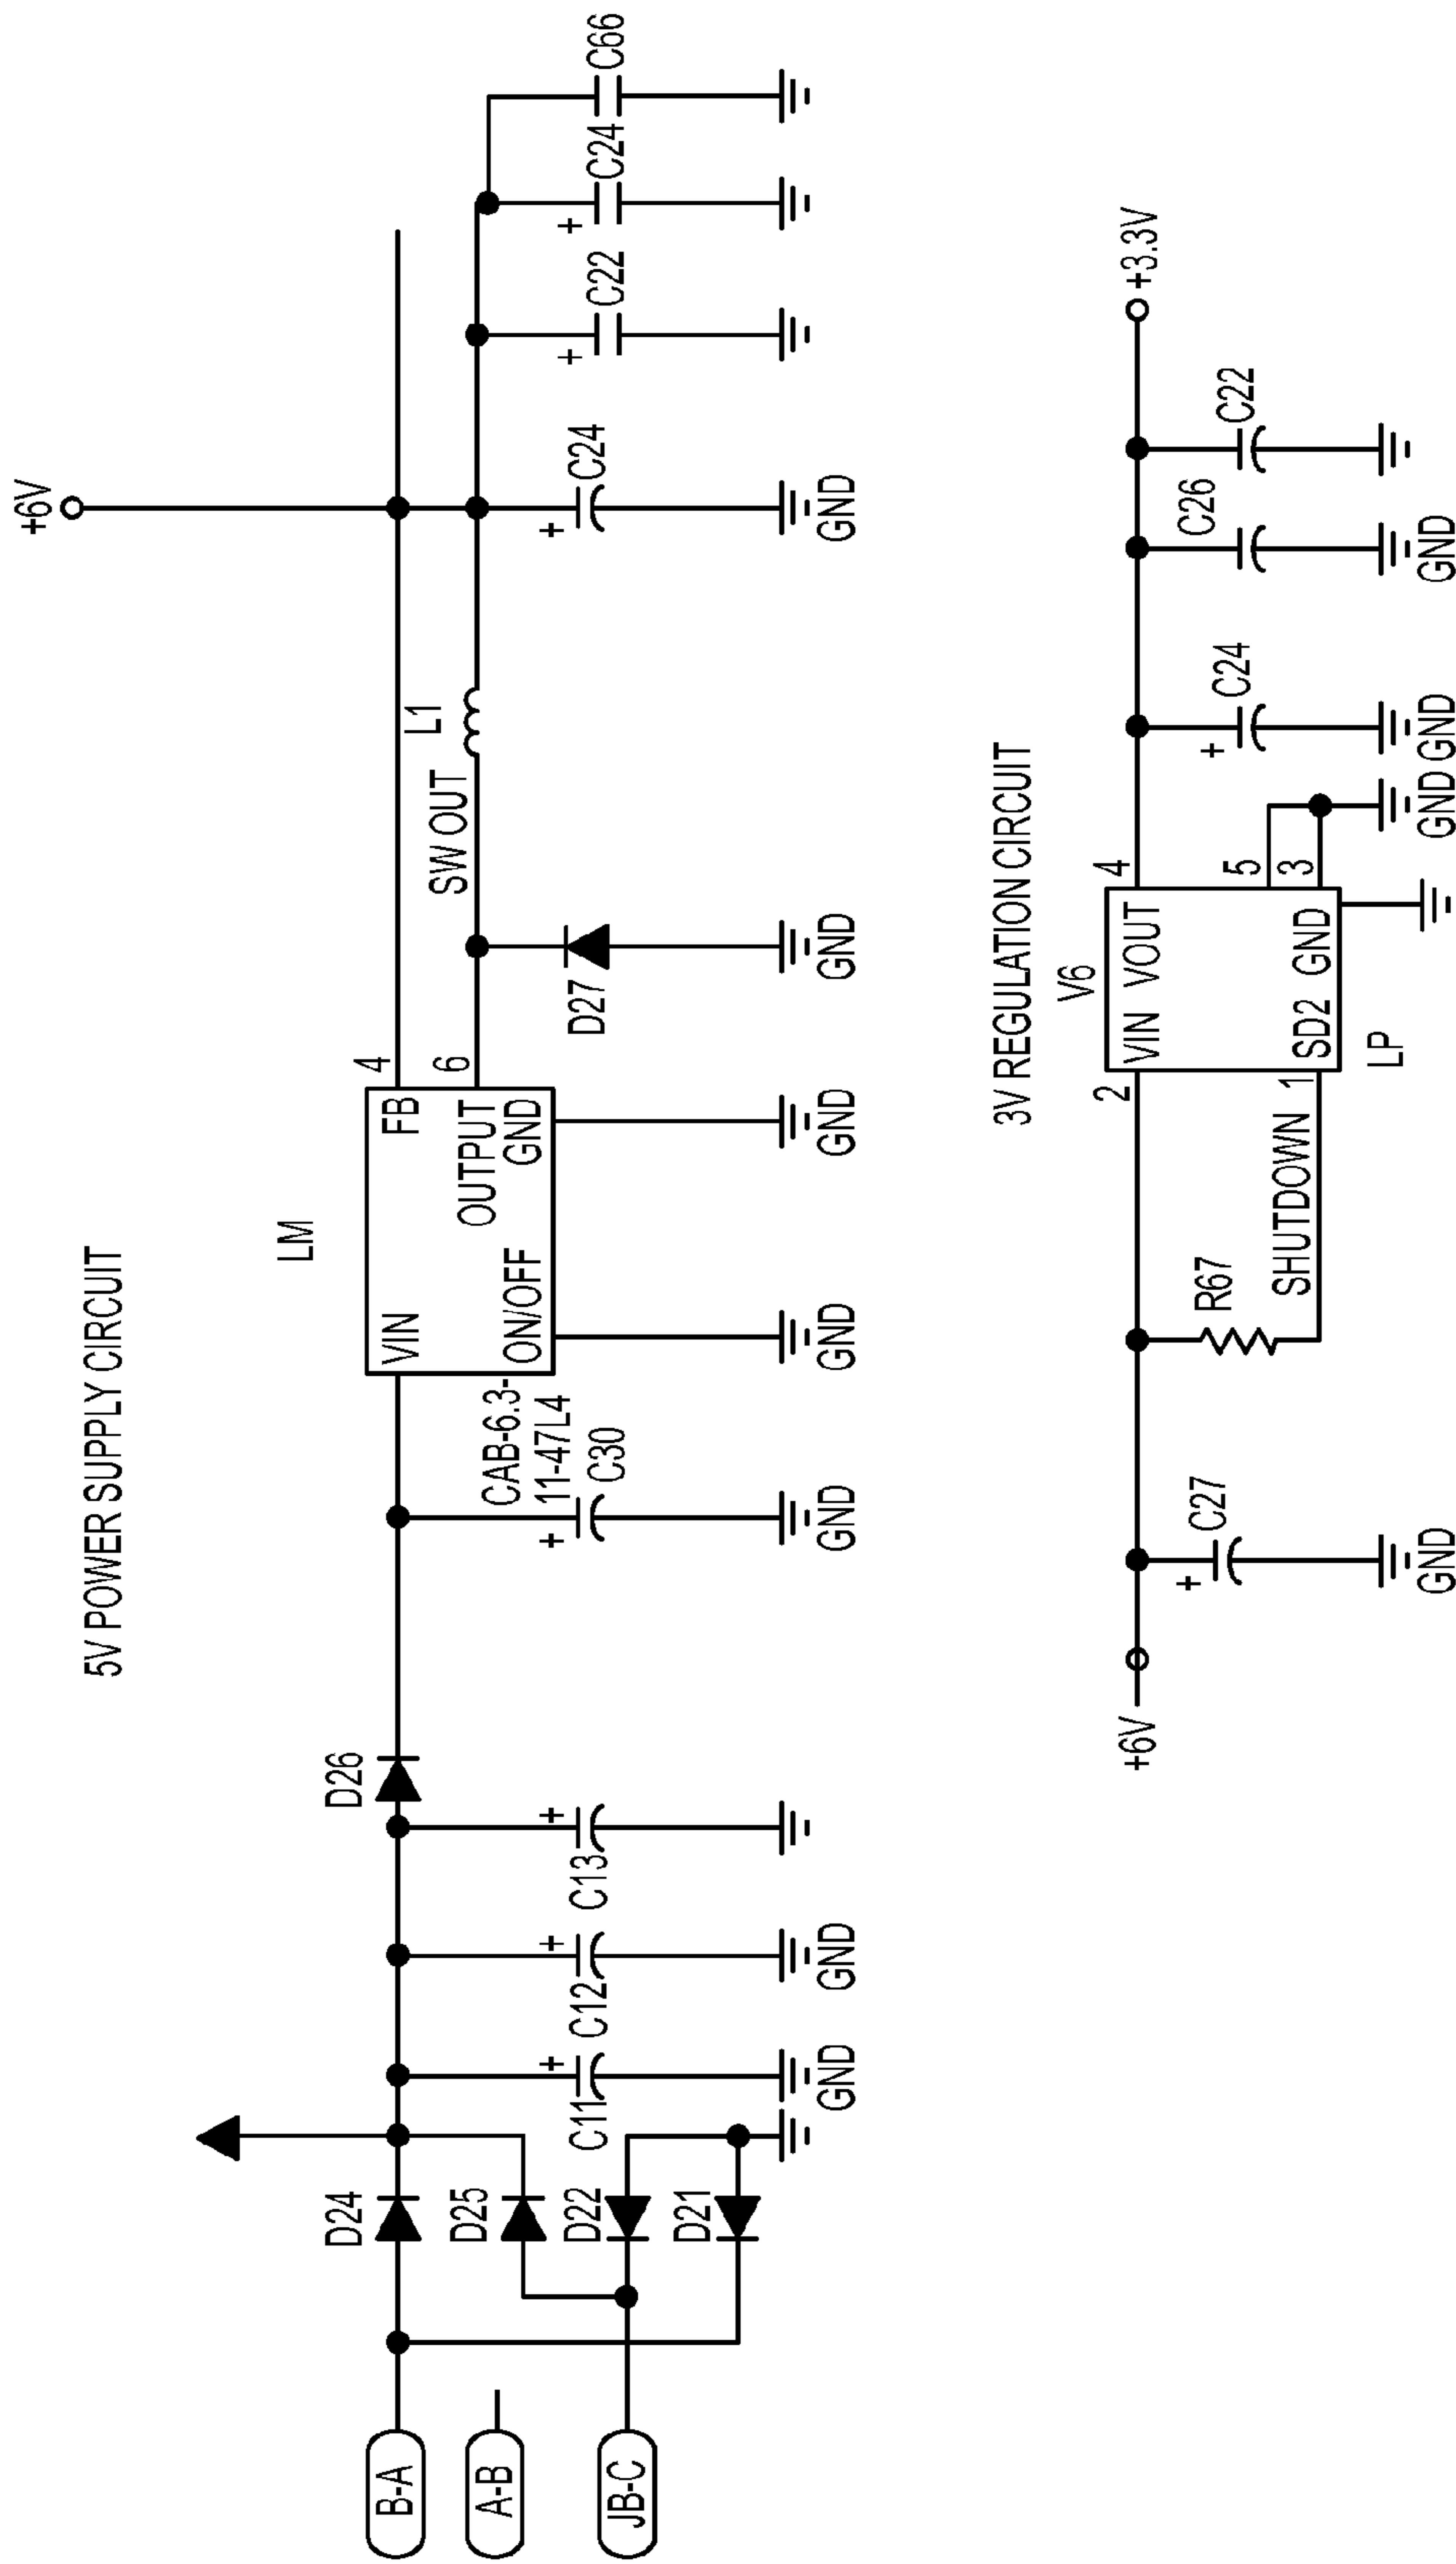 5V POWER SUPPLY CIRCUIT
+6V
LM
D24
D26
VIN
FB
4
B-A
D25
ON/OFF
OUTPUT
GND
6
SW OUT
L1
A-B
CAB-6.3-
11-47L4
D22
C11
C12
C13
C30
D27
C24
C22
C24
C66
JB-C
D21
GND
GND
GND
GND
GND
GND
GND
3V REGULATION CIRCUIT
V6
+6V
2
VIN VOUT
4
+3.3V
C27
R67
C24
C26
C22
SHUTDOWN
1
SD2 GND
5
3
LP
GND
GND
GND
GND